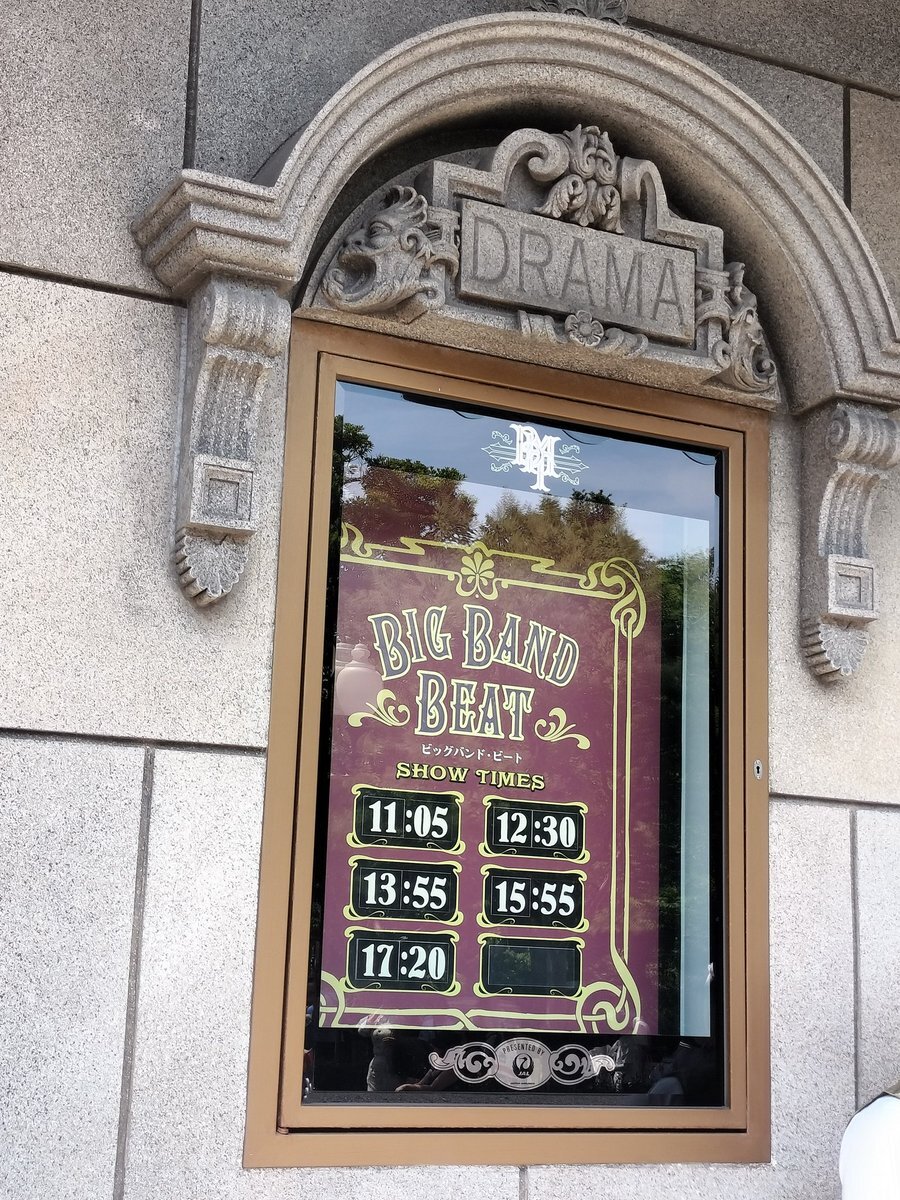 DRAMA
BIG BAND
BEAT
ビッグバンド・ビート
SHOW TIMES
11:05 12:30
13:55 15:55
17:20
PRESENTED BY
JAL